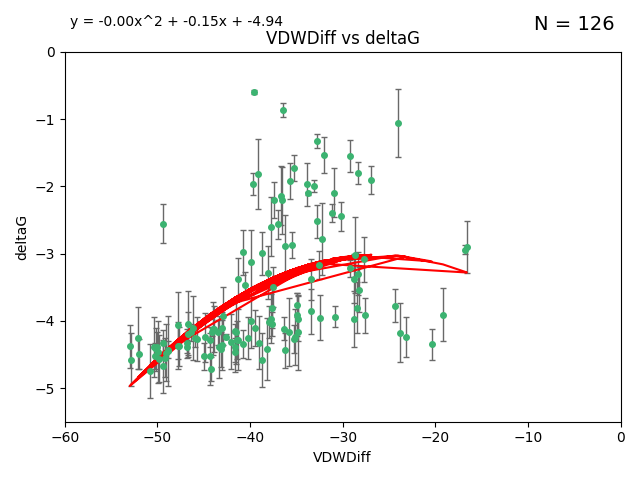 y = -0.00x^2 + -0.15x + -4.94
N = 126
VDWDiff vs deltaG
0
−1
−2
−3
−4
−5
deltaG
−60 −50 −40 −30 −20 −10 0
VDWDiff